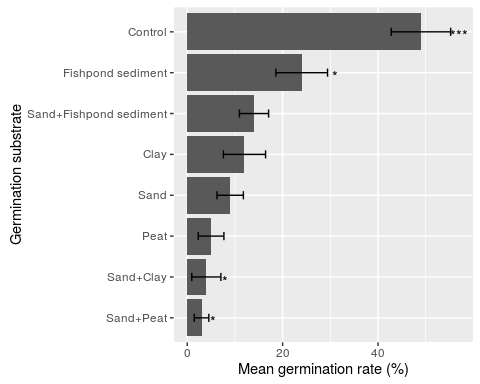 Germination substrate
Control
***
Fishpond sediment
*
Sand+Fishpond sediment
Clay
Sand
Peat
Sand+Clay
*
Sand+Peat
*
0 20 40
Mean germination rate (%)